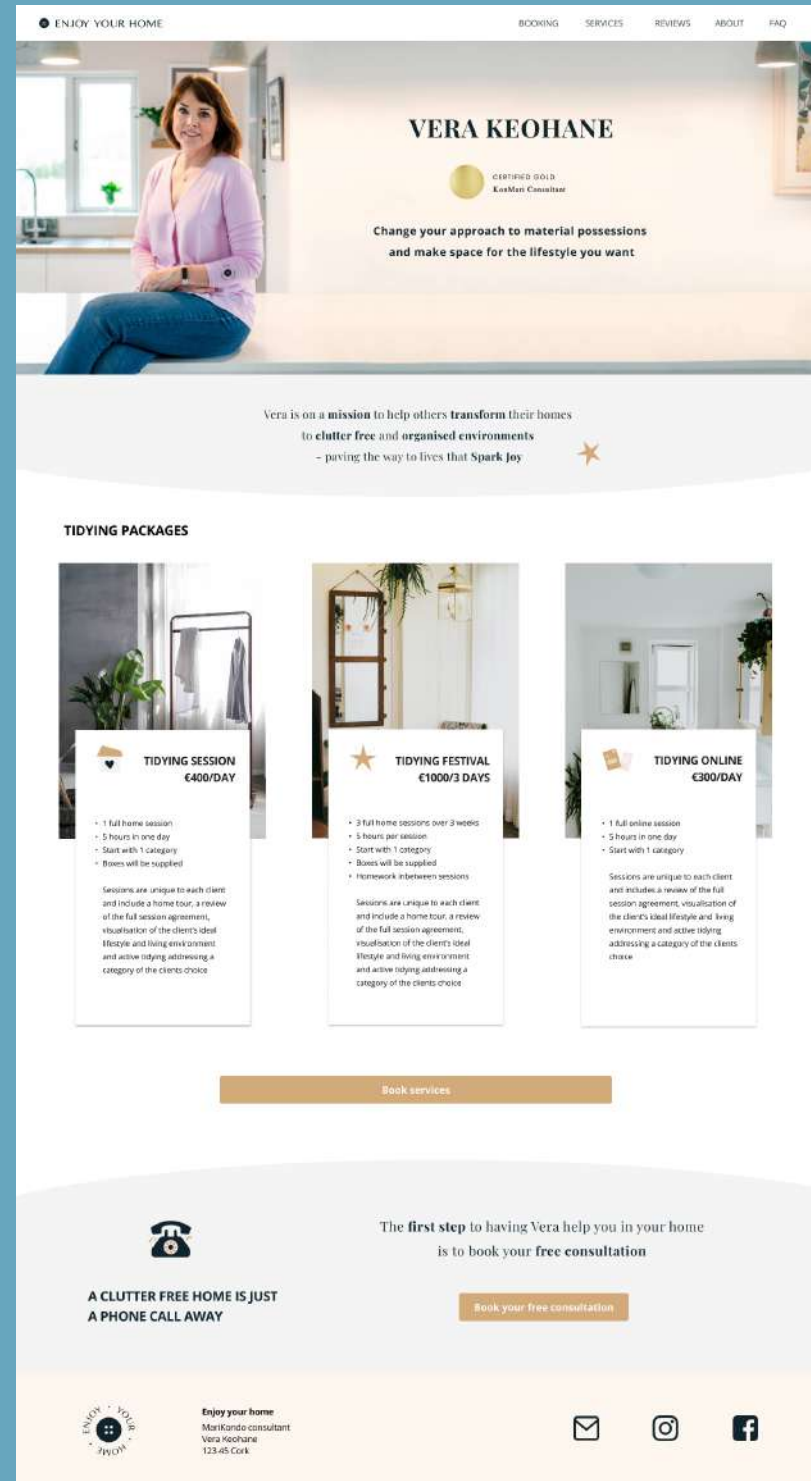 ENJOY YOUR HOME
BOOKING SERVICES REVIEWS ABOUT FAQ
VERA KEOHANE
CERTIFIED GOLD
KonMari Consultant
Change your approach to material possessions
and make space for the lifestyle you want
Vera is on a mission to help others transform their homes
to clutter free and organised environments
- paving the way to lives that Spark Joy
TIDYING PACKAGES
TIDYING SESSION
€400/DAY
• 1 full home session
• 5 hours in one day
• Start with 1 category
• Boxes will be supplied
Sessions are unique to each client
and include a home tour, a review
of the full session agreement,
visualisation of the client's ideal
lifestyle and living environment
and active tidying addressing a
category of the clients choice
TIDYING FESTIVAL
€1000/3 DAYS
• 3 full home sessions over 3 weeks
• 5 hours per session
• Start with 1 category
• Boxes will be supplied
• Homework inbetween sessions
Sessions are unique to each client
and include a home tour, a review
of the full session agreement,
visualisation of the client's ideal
lifestyle and living environment
and active tidying addressing a
category of the clients choice
TIDYING ONLINE
€300/DAY
• 1 full online session
• 5 hours in one day
• Start with 1 category
Sessions are unique to each client
and includes a review of the full
session agreement, visualisation of
the client's ideal lifestyle and living
environment and active tidying
addressing a category of the clients
choice
Book services
The first step to having Vera help you in your home
is to book your free consultation
A CLUTTER FREE HOME IS JUST
A PHONE CALL AWAY
Book your free consultation
ENJOY · YOUR · HOME ·
Enjoy your home
MariKondo consultant
Vera Keohane
123-45 Cork